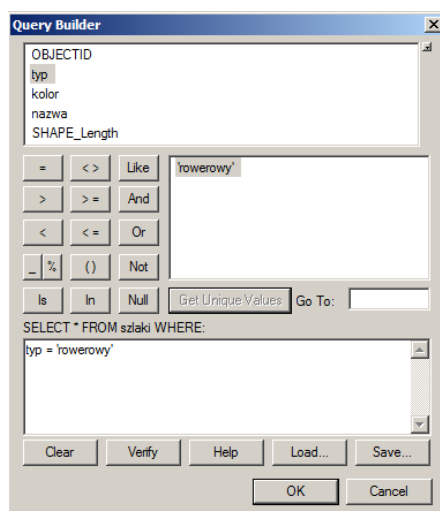 Query Builder
OBJECTID
typ
kolor
nazwa
SHAPE_Length
= < > Like 'rowerowy'
> > = And
< < = Or
_ % ( ) Not
Is In Null Get Unique Values Go To:
SELECT * FROM szlaki WHERE:
typ = 'rowerowy'
Clear Verify Help Load... Save...
OK Cancel